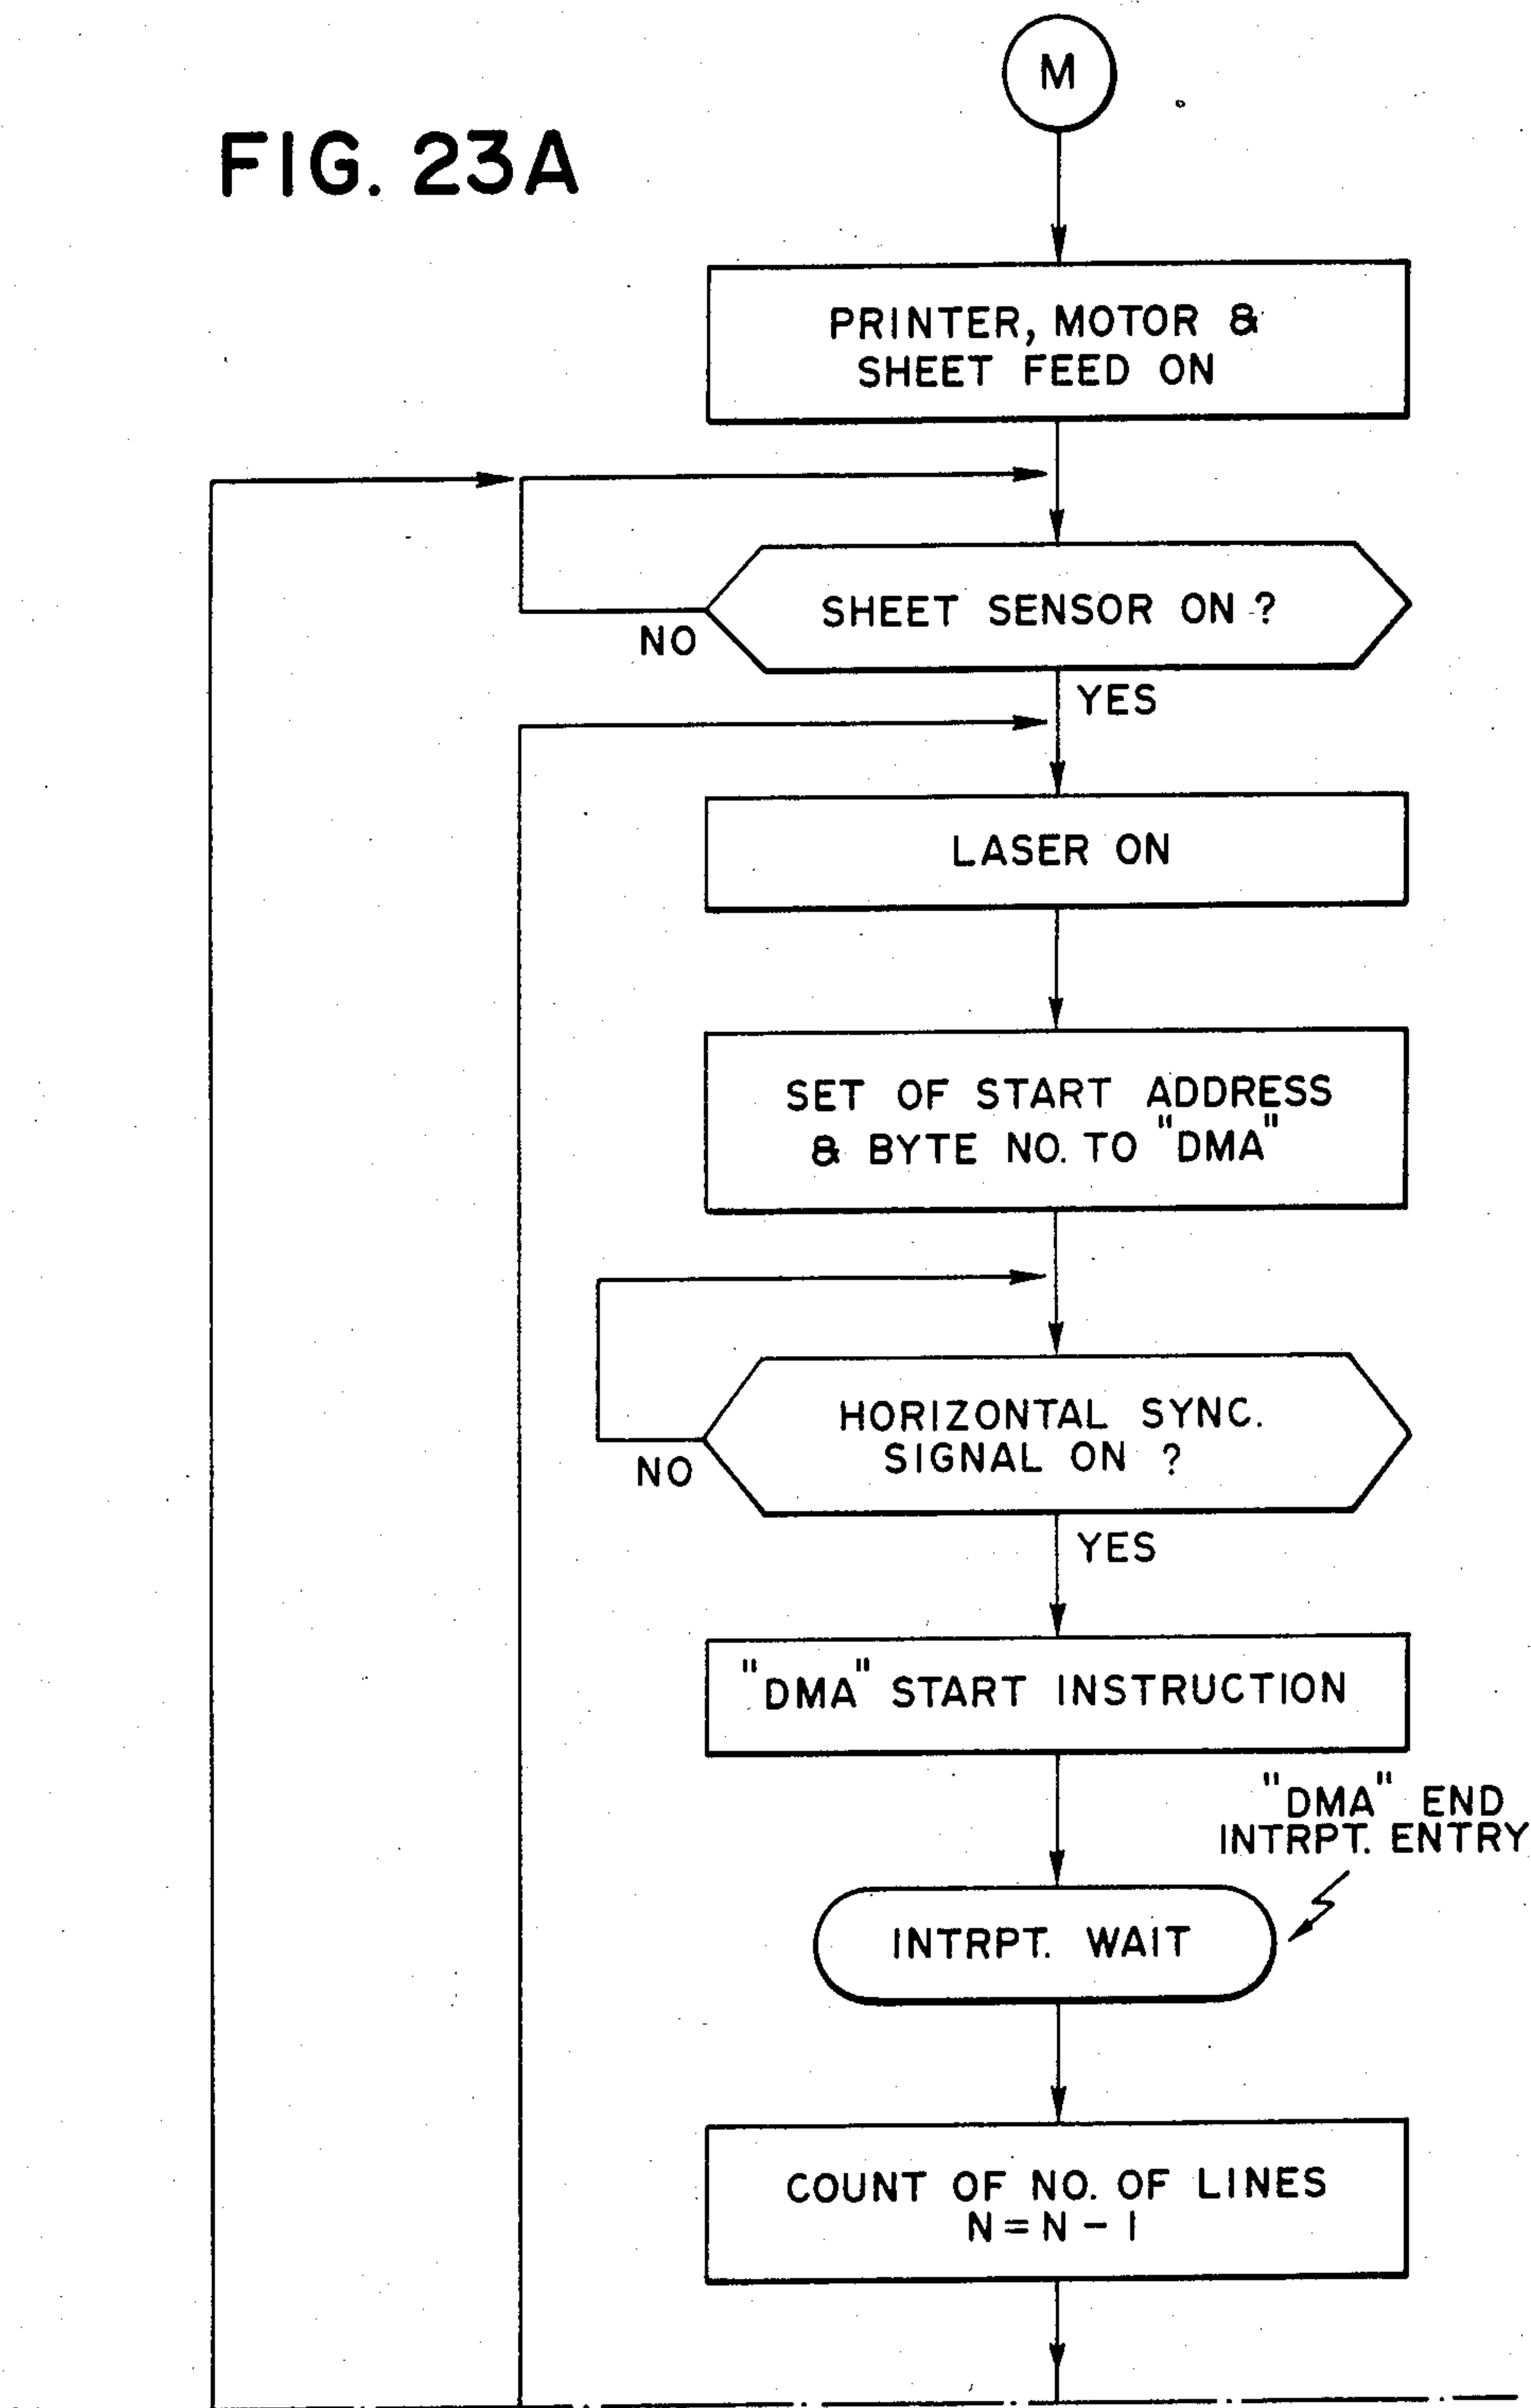 M
FIG. 23A
PRINTER, MOTOR &
SHEET FEED ON
SHEET SENSOR ON ?
NO
YES
LASER ON
SET OF START ADDRESS
& BYTE NO. TO "DMA"
HORIZONTAL SYNC.
SIGNAL ON ?
NO
YES
"DMA" START INSTRUCTION
"DMA" END
INTRPT. ENTRY
INTRPT. WAIT
COUNT OF NO. OF LINES
N = N - 1